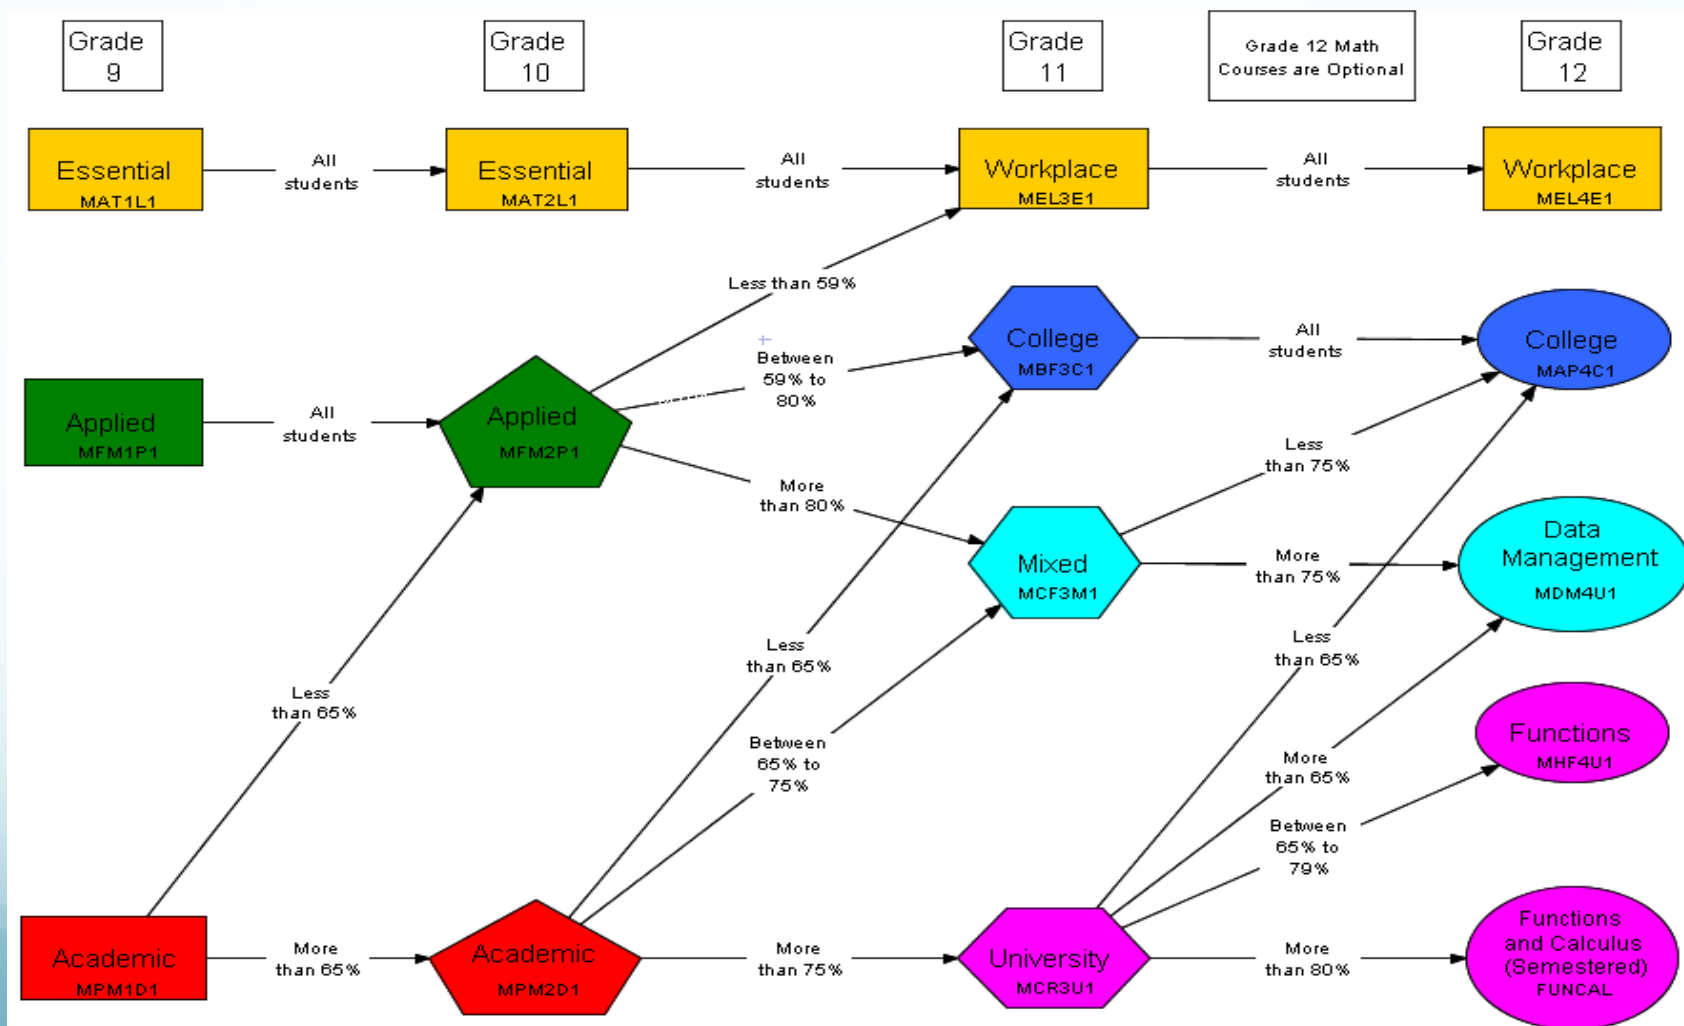 Grade
9
Grade
10
Grade
11
Grade 12 Math
Courses are Optional
Grade
12
Essential
MAT1L1
All
students
Essential
MAT2L1
All
students
Workplace
MEL3E1
All
students
Workplace
MEL4E1
Less than 59%
Applied
MFM1P1
All
students
Applied
MFM2P1
Between
59% to
80%
College
MBF3C1
All
students
College
MAP4C1
More
than 80%
Mixed
MCF3M1
Less
than 75%
More
than 75%
Data
Management
MDM4U1
Less
than 65%
Less
than 65%
Between
65% to
75%
Less
than 65%
More
than 65%
Functions
MHF4U1
Between
65% to
79%
Academic
MPM1D1
More
than 65%
Academic
MPM2D1
More
than 75%
University
MCR3U1
More
than 80%
Functions
and Calculus
(Semestered)
FUNCAL